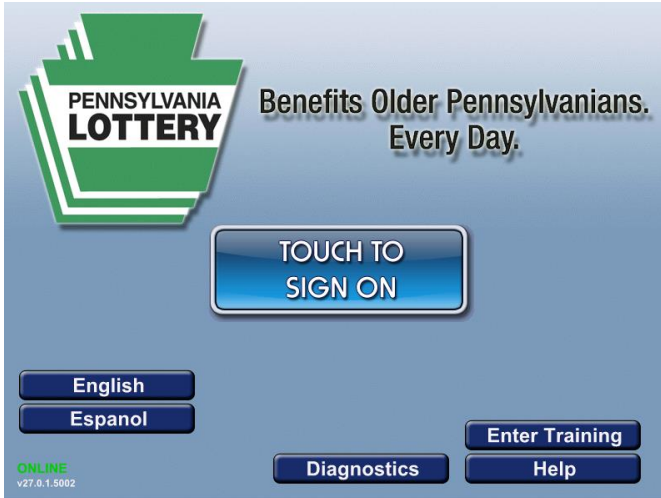 PENNSYLVANIA
LOTTERY
Benefits Older Pennsylvanians.
Every Day.
TOUCH TO
SIGN ON
English
Espanol
Enter Training
Diagnostics
Help
ONLINE
v27.0.1.5002